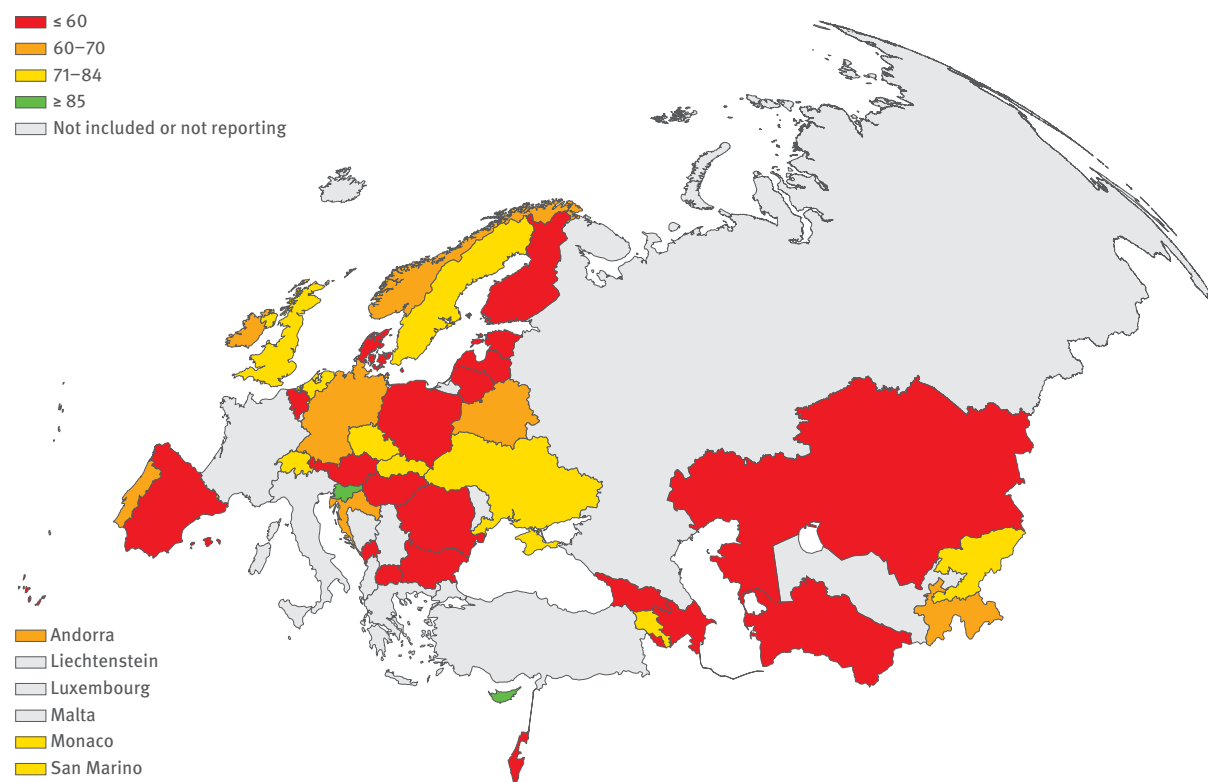 ≤ 60
60–70
71–84
≥ 85
Not included or not reporting
Andorra
Liechtenstein
Luxembourg
Malta
Monaco
San Marino